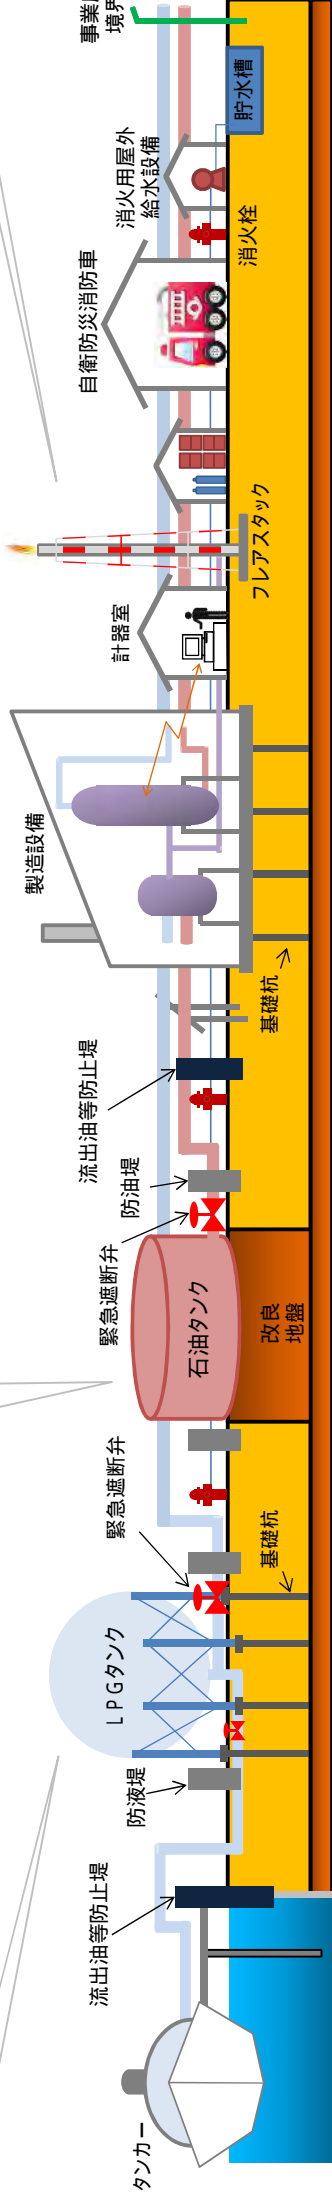 タンカー
流出油等防止堤
防液堤
LPGタンク
緊急遮断弁
基礎杭
石油タンク
改良
地盤
緊急遮断弁
防油堤
流出油等防止堤
基礎杭
製造設備
計器室
フレアスタック
自衛防災消防車
消火栓
消火用屋外
給水設備
貯水槽
事業
境界